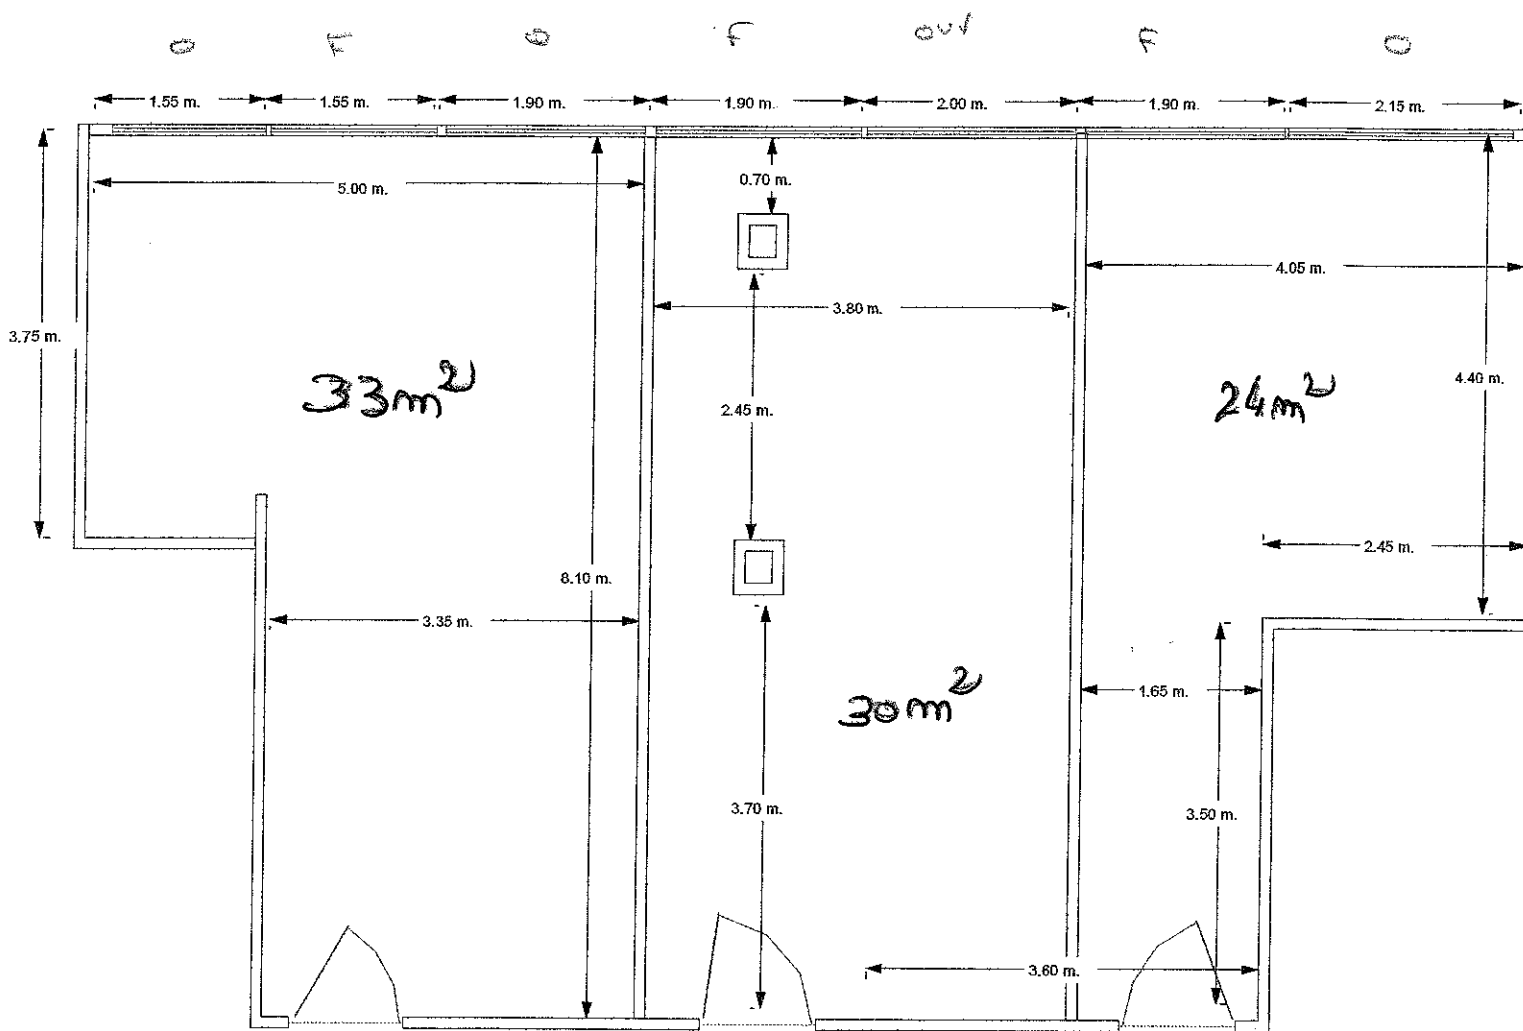 O F O F OUV F O
1.55 m. 1.55 m. 1.90 m. 1.90 m. 2.00 m. 1.90 m. 2.15 m.
5.00 m.
0.70 m.
4.05 m.
3.80 m.
3.75 m.
33m²
2.45 m.
24m²
4.40 m.
2.45 m.
8.10 m.
3.35 m.
1.65 m.
30m²
3.70 m.
3.50 m.
3.60 m.